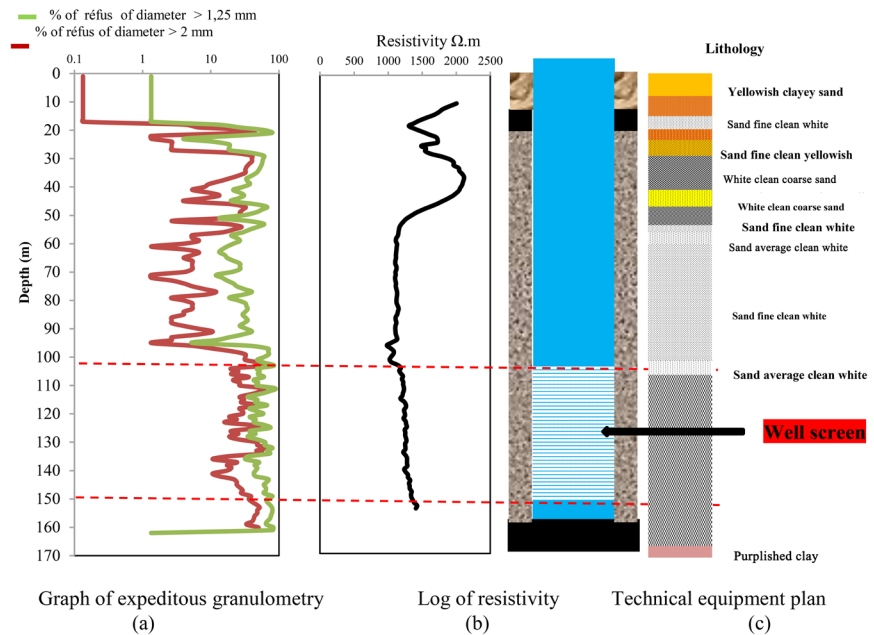 % of réfus of diameter > 1,25 mm
% of réfus of diameter > 2 mm
Resistivity Ω.m
Lithology
0.1 1 10 100
0 500 1000 1500 2000 2500
Depth (m)
0
10
20
30
40
50
60
70
80
90
100
110
120
130
140
150
160
170
Yellowish clayey sand
Sand fine clean white
Sand fine clean yellowish
White clean coarse sand
White clean coarse sand
Sand fine clean white
Sand average clean white
Sand fine clean white
Sand average clean white
Well screen
Purplished clay
Graph of expeditous granulometry
(a)
Log of resistivity
(b)
Technical equipment plan
(c)